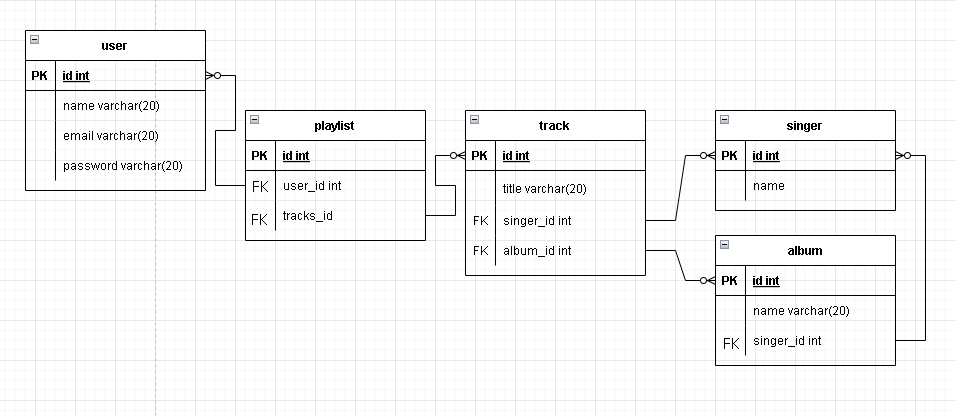 user
PK id int
name varchar(20)
email varchar(20)
password varchar(20)
playlist
PK id int
FK user_id int
FK tracks_id
track
PK id int
title varchar(20)
FK singer_id int
FK album_id int
singer
PK id int
name
album
PK id int
name varchar(20)
FK singer_id int